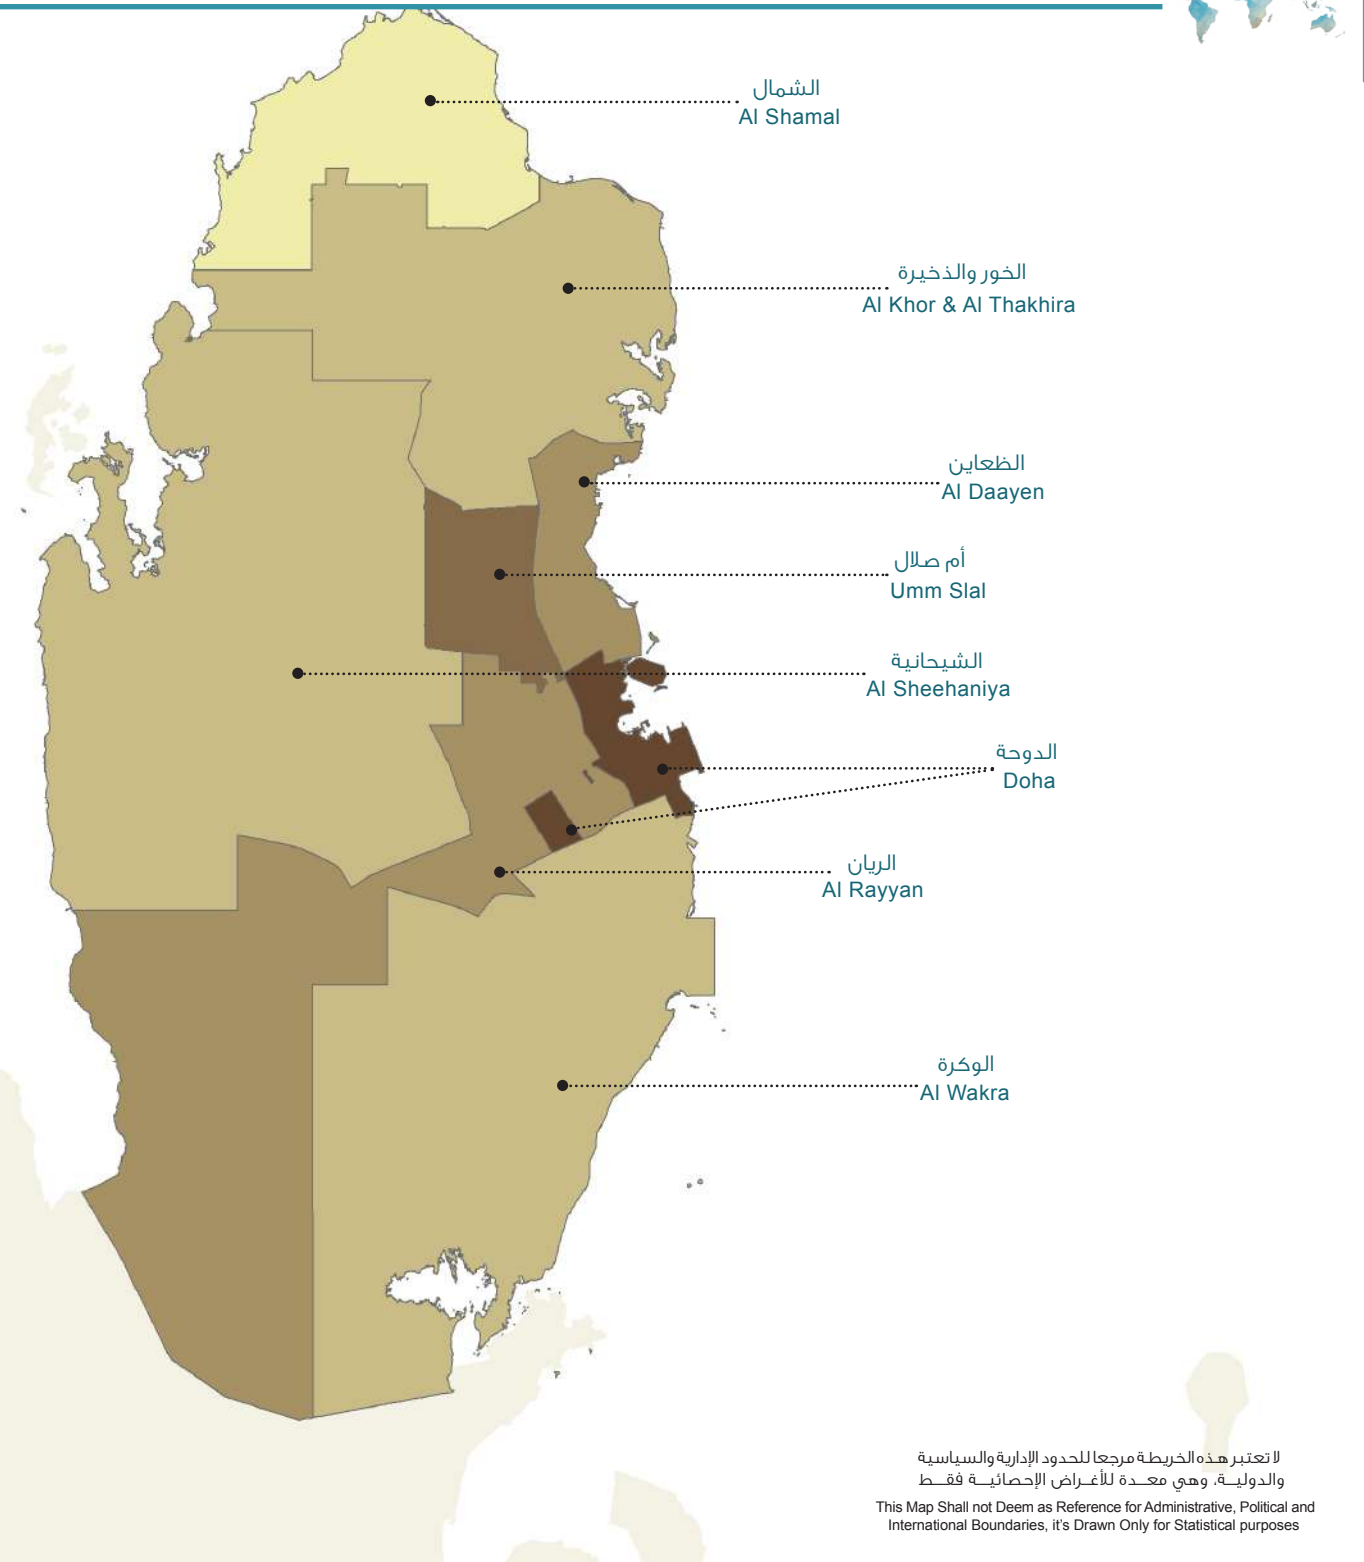 الشمال
Al Shamal
الخور والذخيرة
Al Khor & Al Thakhira
الظعاين
Al Daayen
أم صلال
Umm Slal
الشيحانية
Al Sheehaniya
الدوحة
Doha
الريان
Al Rayyan
الوكرة
Al Wakra
لا تعتبر هذه الخريطة مرجعا للحدود الإدارية والسياسية
والدولية، وهي معدة للأغراض الإحصائية فقط
This Map Shall not Deem as Reference for Administrative, Political and
International Boundaries, it's Drawn Only for Statistical purposes